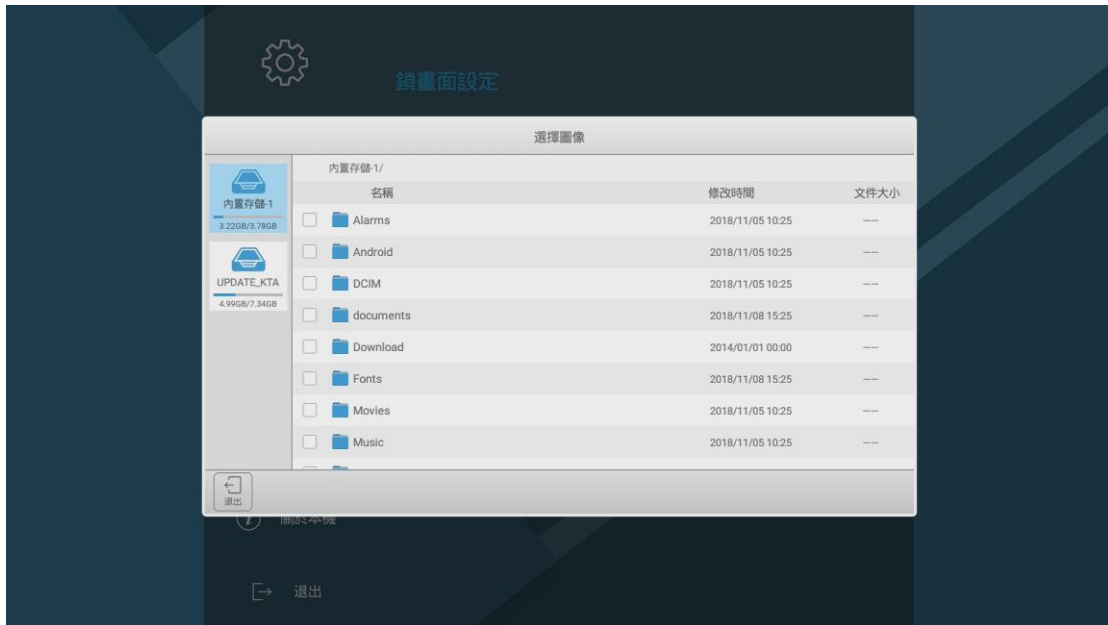 鎖畫面設定
選擇圖像
內置存儲-1/
名稱 修改時間 文件大小
內置存儲-1
3.22GB/3.78GB
UPDATE_KTA
4.99GB/7.34GB
Alarms 2018/11/05 10:25 ----
Android 2018/11/05 10:25 ----
DCIM 2018/11/05 10:25 ----
documents 2018/11/08 15:25 ----
Download 2014/01/01 00:00 ----
Fonts 2018/11/08 15:25 ----
Movies 2018/11/05 10:25 ----
Music 2018/11/05 10:25 ----
退出
關於本機
退出